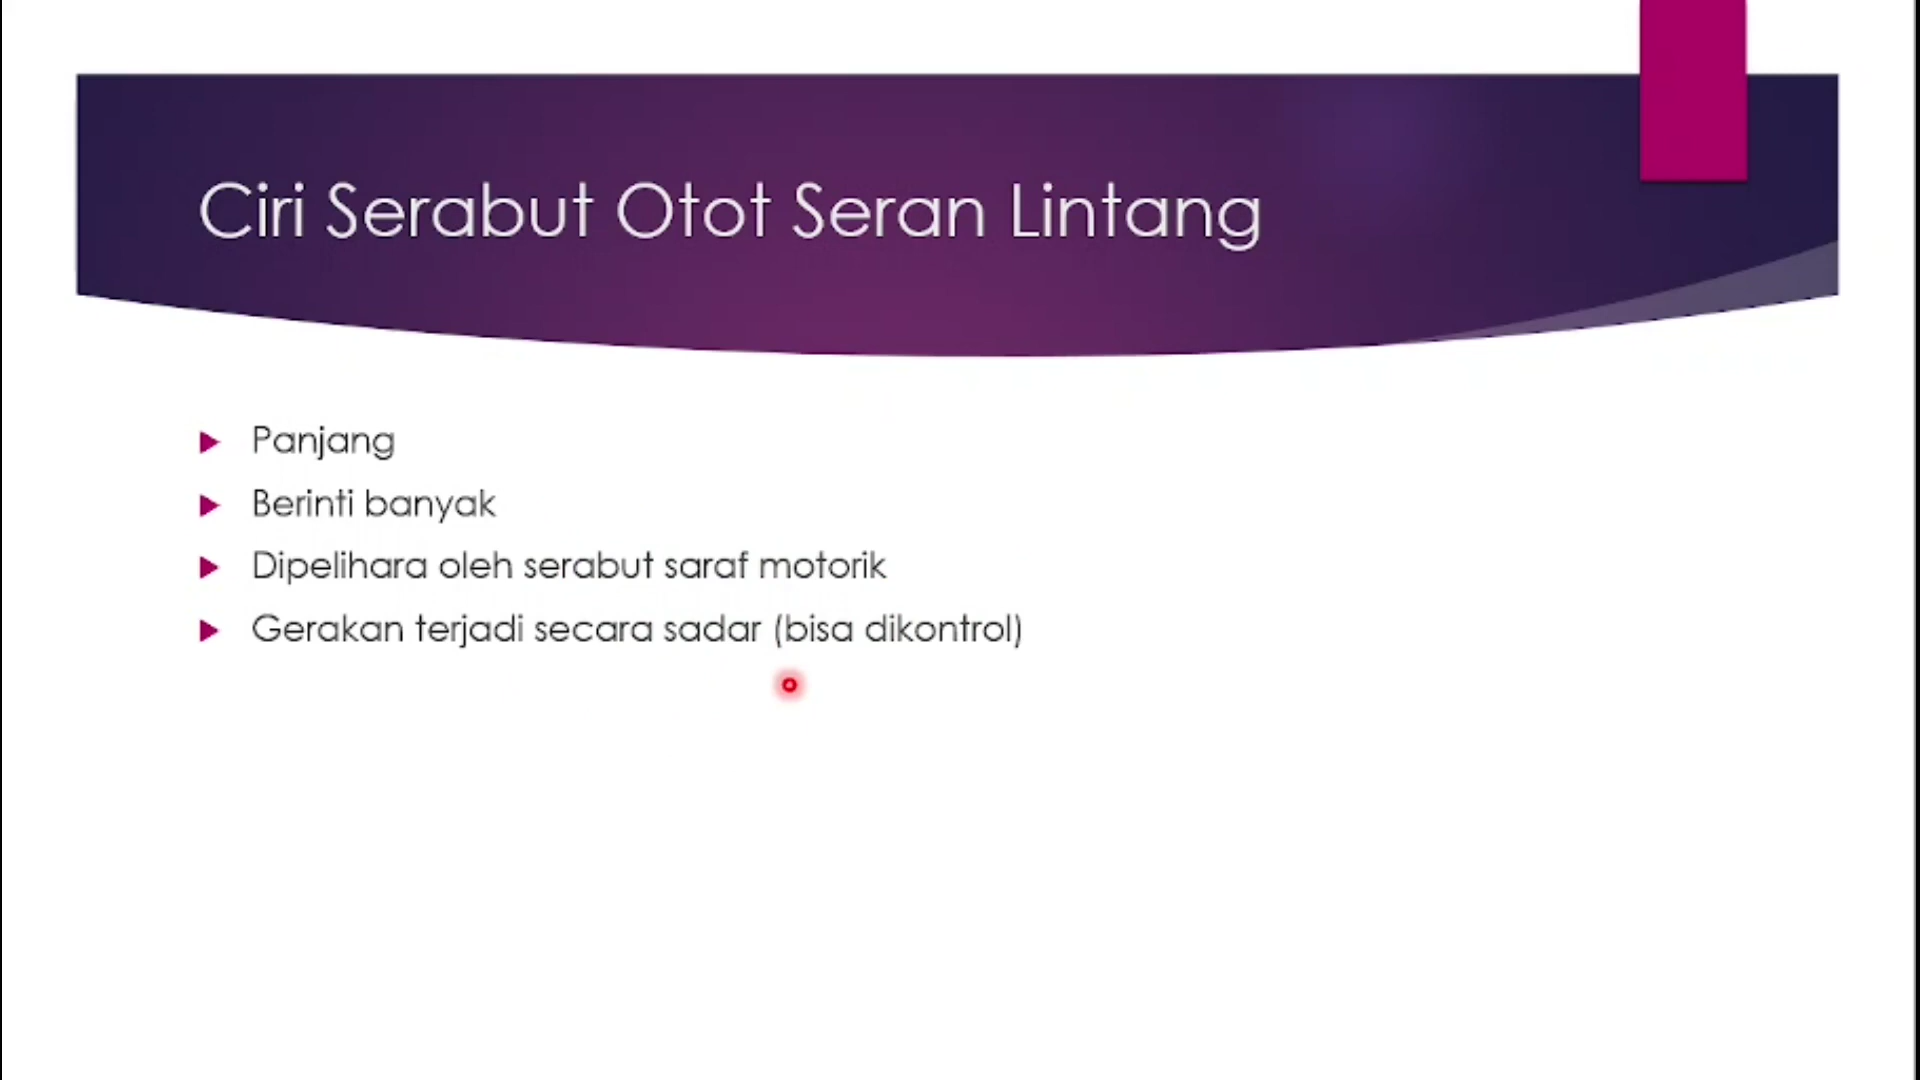 Ciri Serabut Otot Seran Lintang
Panjang
Berinti banyak
Dipelihara oleh serabut saraf motorik
Gerakan terjadi secara sadar (bisa dikontrol)